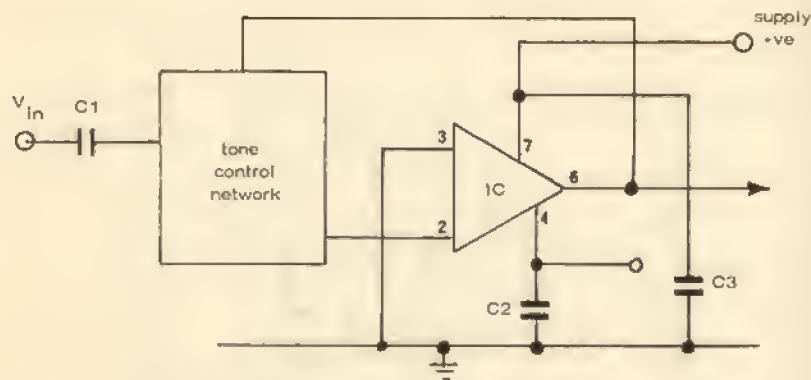 supply
+ve
V in
C1
tone
control
network
3
7
IC
6
2
4
C2
C3